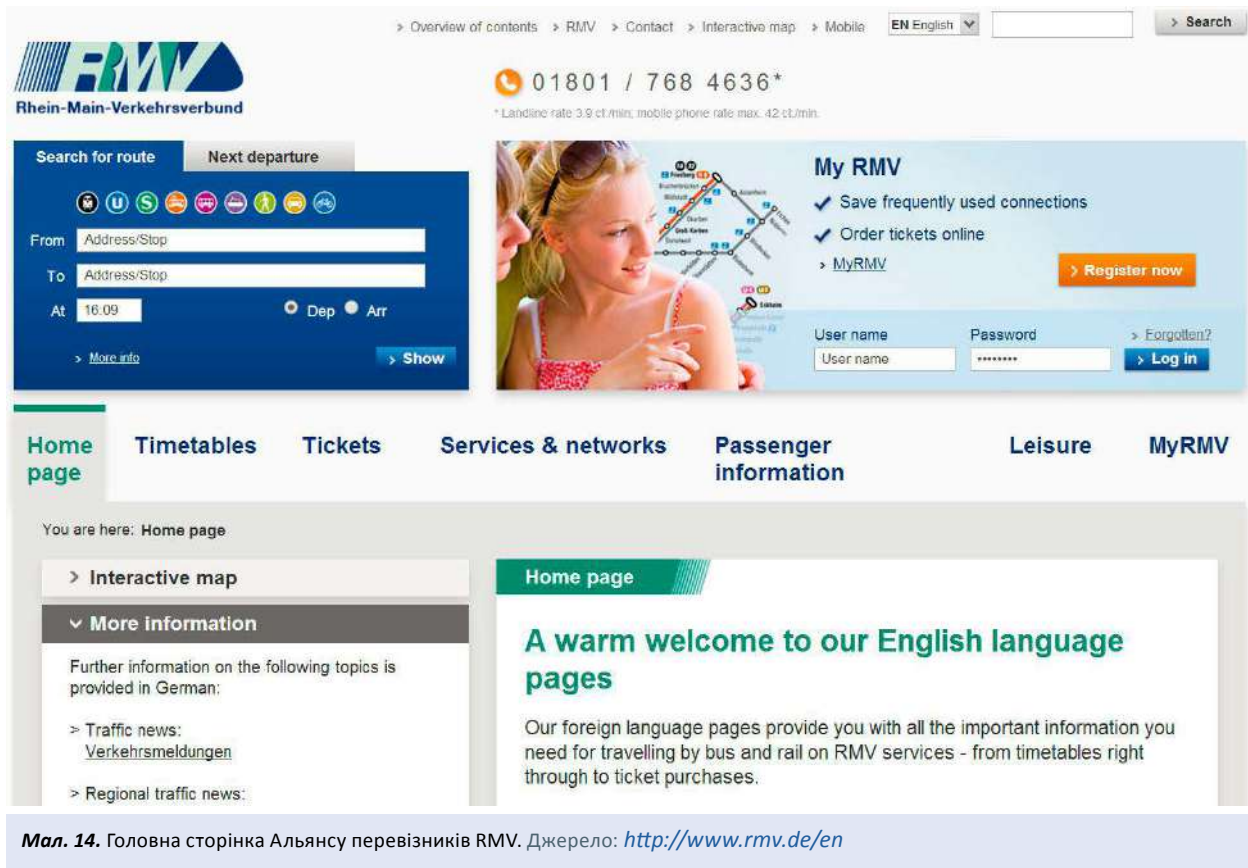 > Overview of contents > RMV > Contact > Interactive map > Mobile EN English > Search
RMV
Rhein-Main-Verkehrsverbund
01801 / 768 4636*
* Landline rate 3.9 ct./min, mobile phone rate max. 42 ct./min.
Search for route Next departure
From Address/Stop
To Address/Stop
At 16:09 Dep Arr
> More info > Show
My RMV
Save frequently used connections
Order tickets online
> MyRMV
> Register now
User name Password > Forgotten?
User name •••••••• > Log in
Home page Timetables Tickets Services & networks Passenger information Leisure MyRMV
You are here: Home page
> Interactive map
More information
Further information on the following topics is
provided in German:
> Traffic news:
Verkehrsmeldungen
> Regional traffic news:
Home page
A warm welcome to our English language
pages
Our foreign language pages provide you with all the important information you
need for travelling by bus and rail on RMV services - from timetables right
through to ticket purchases.
Мал. 14. Головна сторінка Альянсу перевізників RMV. Джерело: http://www.rmv.de/en